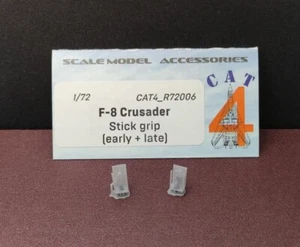 SCALE MODEL ACCESSORIES
CAT
4
1/72 CAT4_R72006
F-8 Crusader
Stick grip
(early + late)